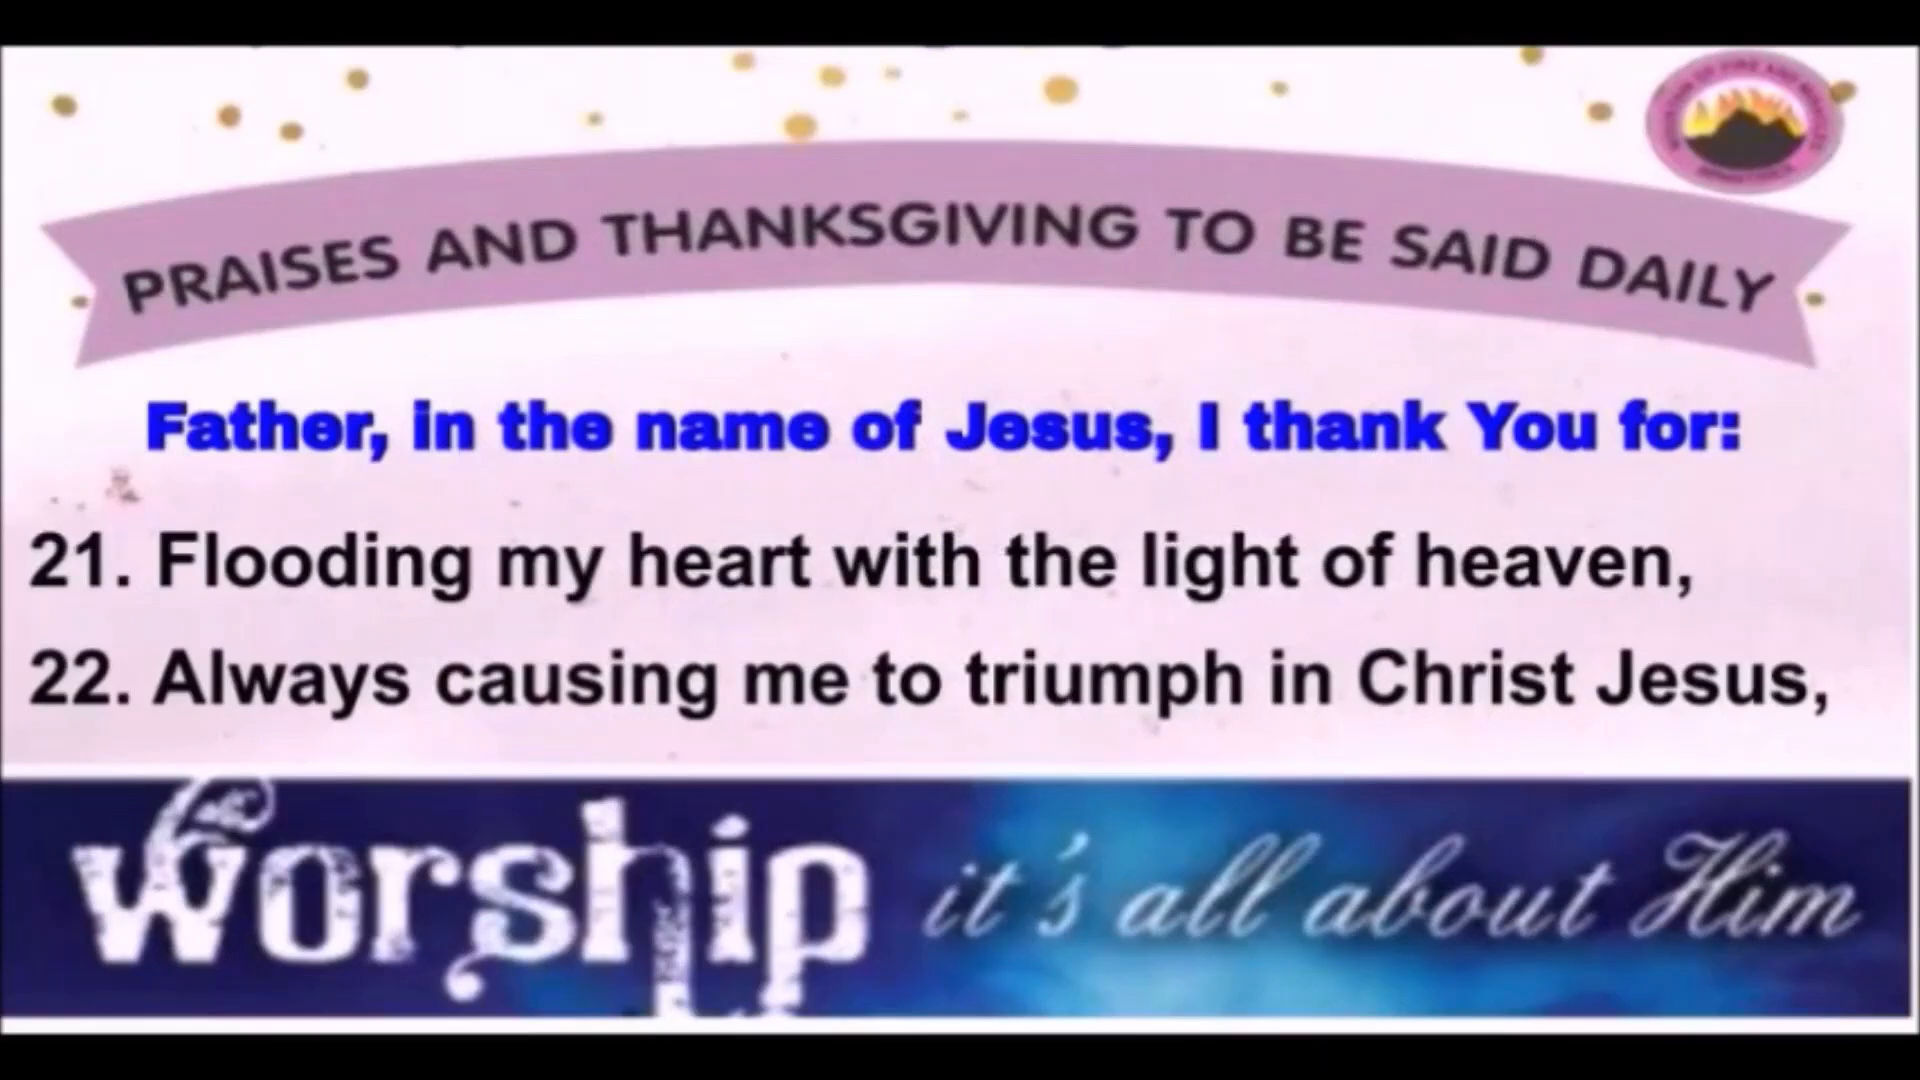 PRAISES AND THANKSGIVING TO BE SAID DAILY
Father, in the name of Jesus, I thank You for:
21. Flooding my heart with the light of heaven,
22. Always causing me to triumph in Christ Jesus,
worship it's all about Him